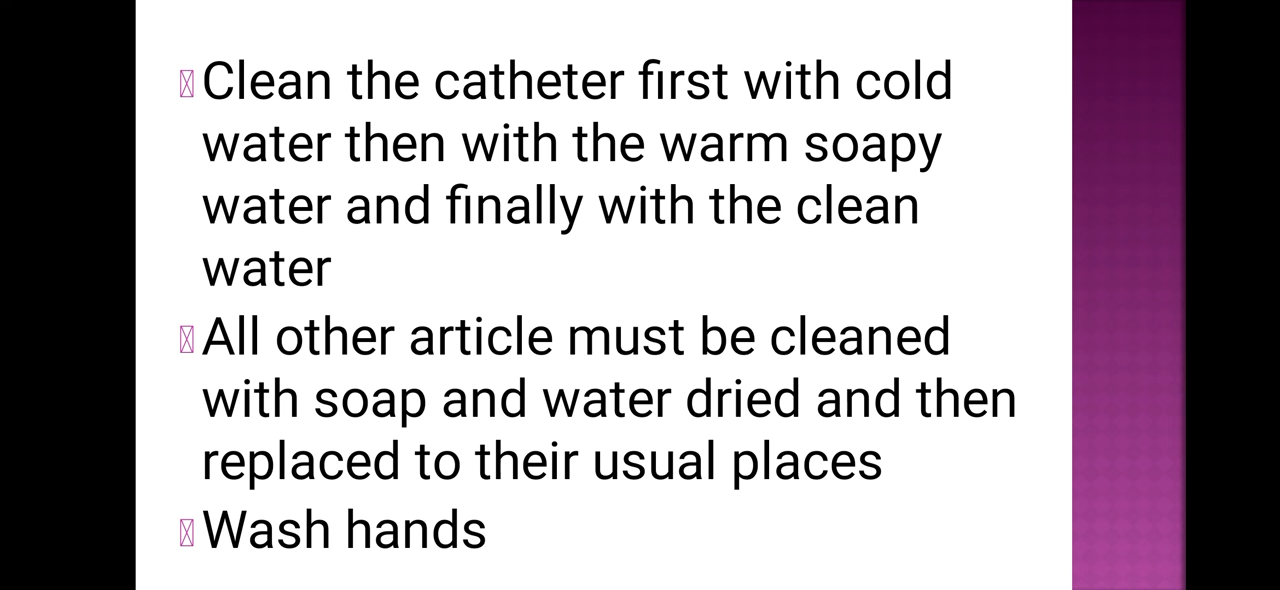 Clean the catheter first with cold
water then with the warm soapy
water and finally with the clean
water
All other article must be cleaned
with soap and water dried and then
replaced to their usual places
Wash hands